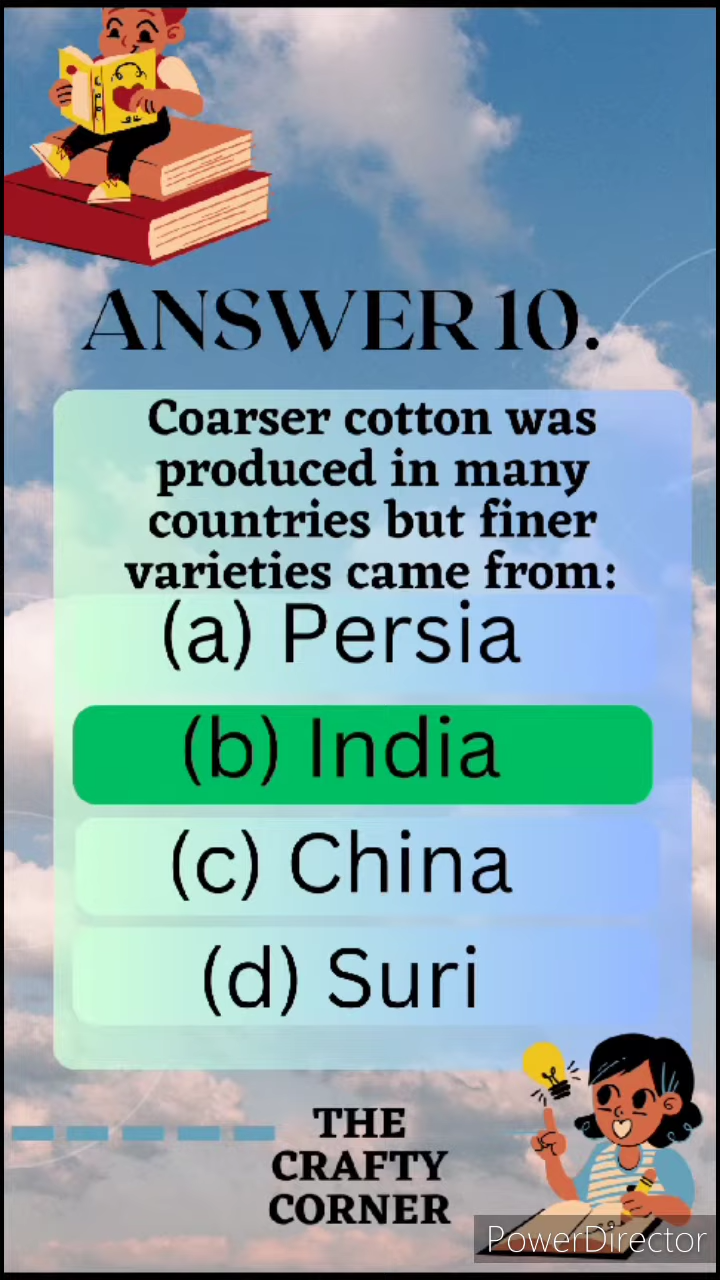 ANSWER 10.
Coarser cotton was
produced in many
countries but finer
varieties came from:
(a) Persia
(b) India
(c) China
(d) Suri
THE
CRAFTY
CORNER
PowerDirector